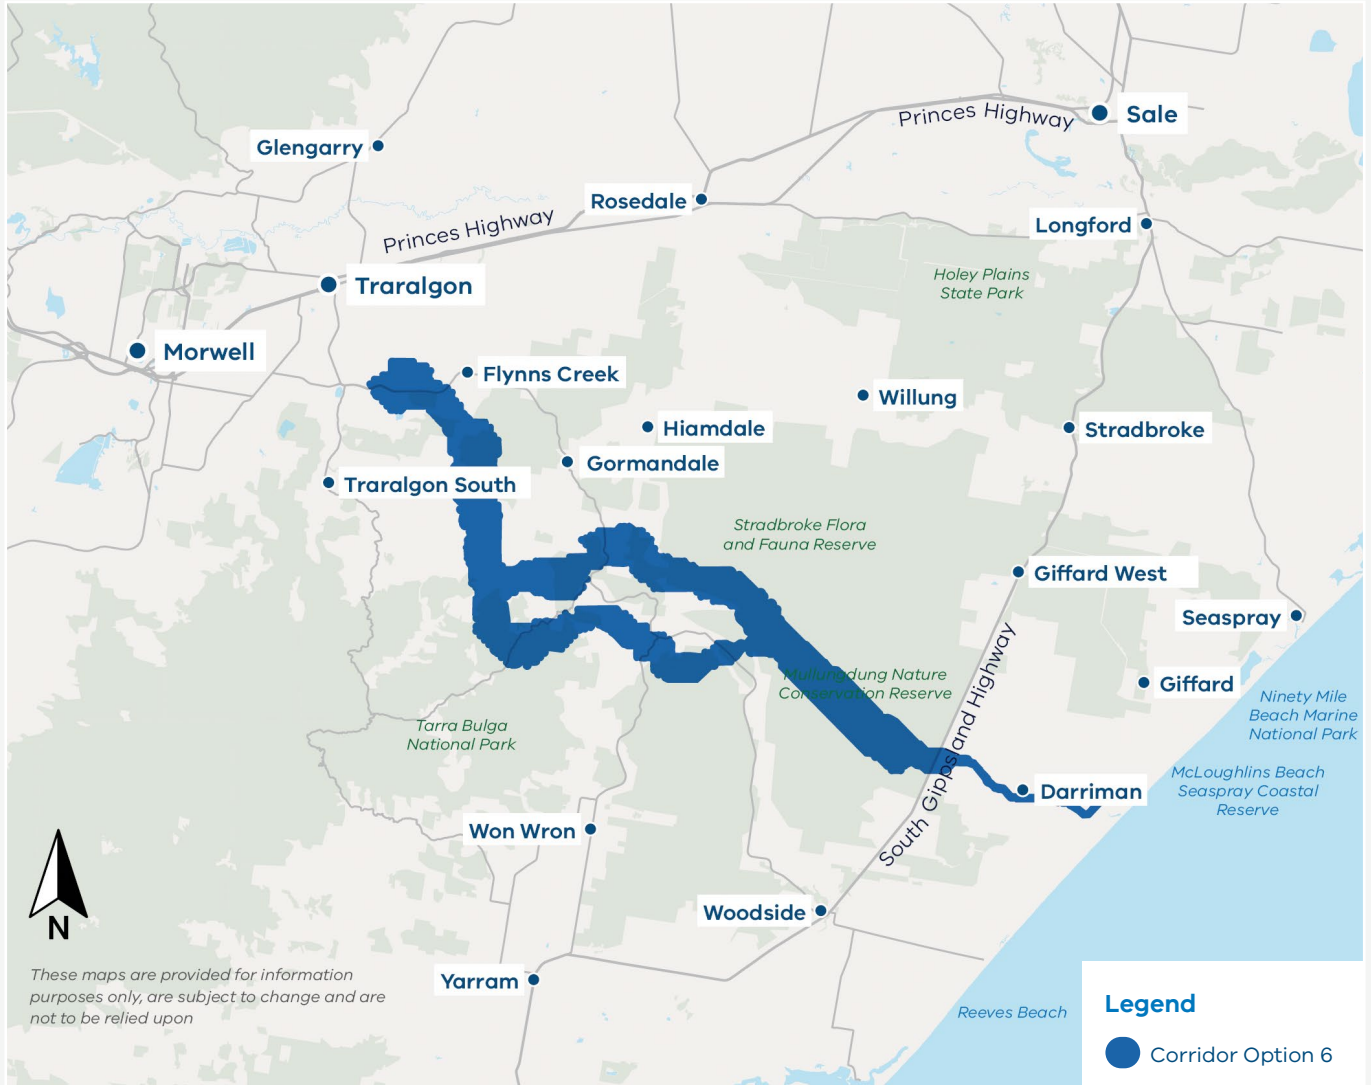 Princes Highway
Sale
Glengarry
Rosedale
Princes Highway
Longford
Traralgon
Holey Plains
State Park
Morwell
Flynns Creek
Willung
Hiamdale
Stradbroke
Gormandale
Traralgon South
Stradbroke Flora
and Fauna Reserve
Giffard West
Seaspray
Mullungdung Nature
Conservation Reserve
Giffard
South Gippsland Highway
Ninety Mile
Beach Marine
National Park
Tarra Bulga
National Park
McLoughlins Beach
Seaspray Coastal
Reserve
Darriman
Won Wron
N
Woodside
These maps are provided for information
purposes only, are subject to change and are
not to be relied upon
Yarram
Reeves Beach
Legend
Corridor Option 6